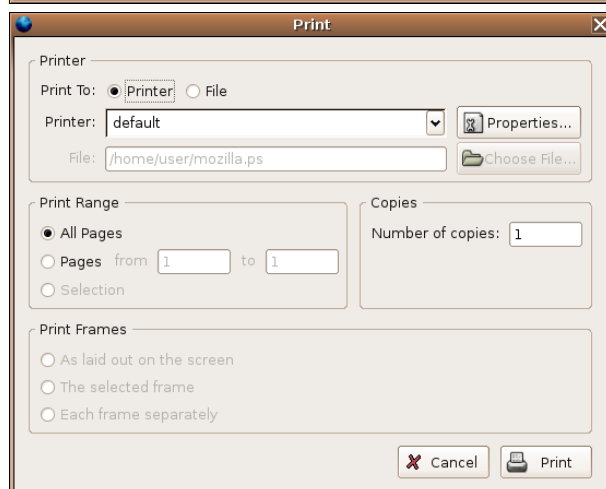 Print
Printer
Print To: Printer File
Printer: default Properties...
File: /home/user/mozilla.ps Choose File...
Print Range
All Pages
Pages from 1 to 1
Selection
Copies
Number of copies: 1
Print Frames
As laid out on the screen
The selected frame
Each frame separately
Cancel Print